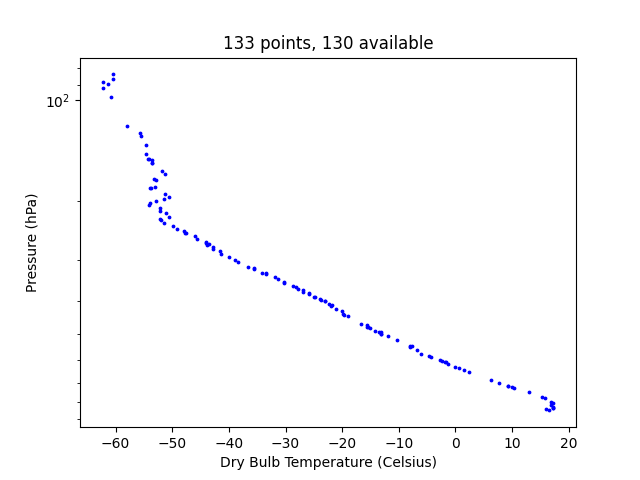 133 points, 130 available
10²
Pressure (hPa)
−60 −50 −40 −30 −20 −10 0 10 20
Dry Bulb Temperature (Celsius)